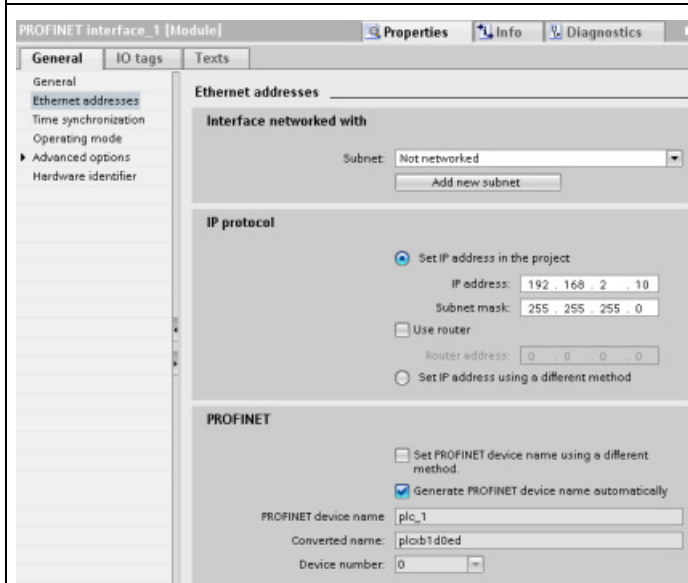 PROFINET interface_1 [Module]
Properties
Info
Diagnostics
General
IO tags
Texts
General
Ethernet addresses
Time synchronization
Operating mode
Advanced options
Hardware identifier
Ethernet addresses
Interface networked with
Subnet: Not networked
Add new subnet
IP protocol
Set IP address in the project
IP address: 192 . 168 . 2 . 10
Subnet mask: 255 . 255 . 255 . 0
Use router
Router address: 0 . 0 . 0 . 0
Set IP address using a different method
PROFINET
Set PROFINET device name using a different
method.
Generate PROFINET device name automatically
PROFINET device name plc_1
Converted name: plcxb1d0ed
Device number: 0